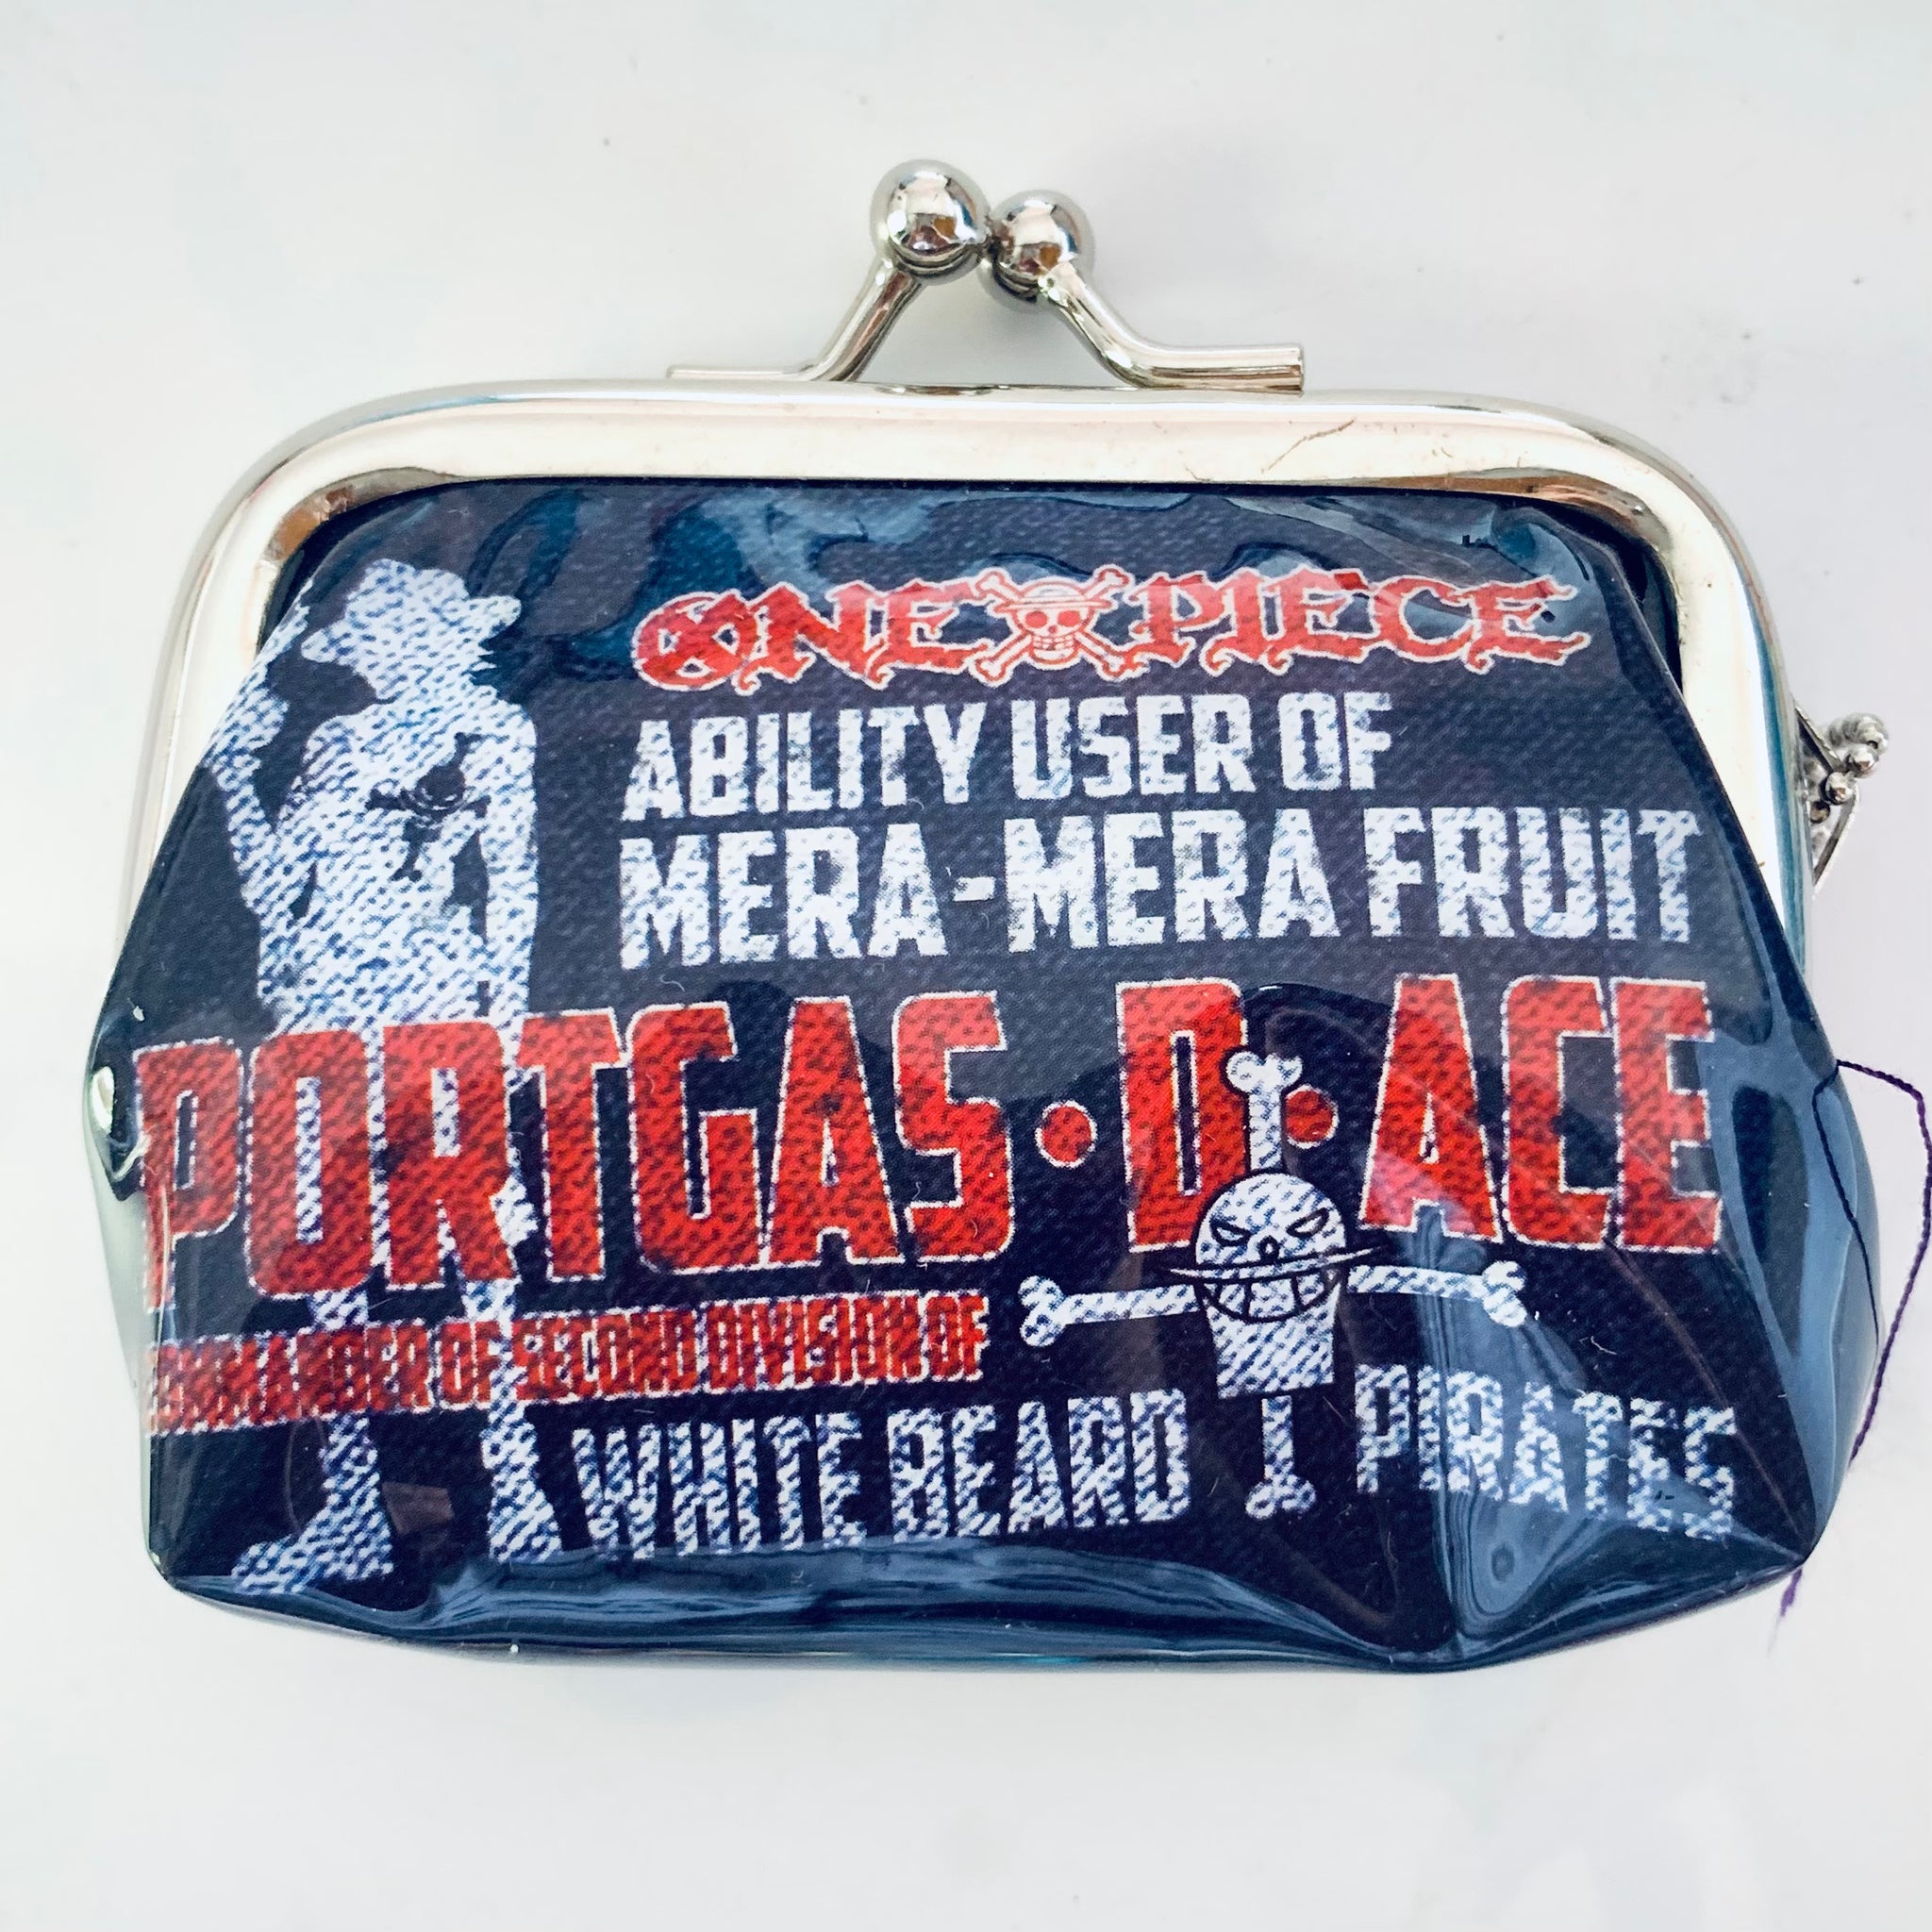 ONE PIECE
ABILITY USER OF
MERA-MERA FRUIT
PORTGAS・D・ACE
COMMANDER OF SECOND DIVISION OF
WHITE BEARD PIRATES